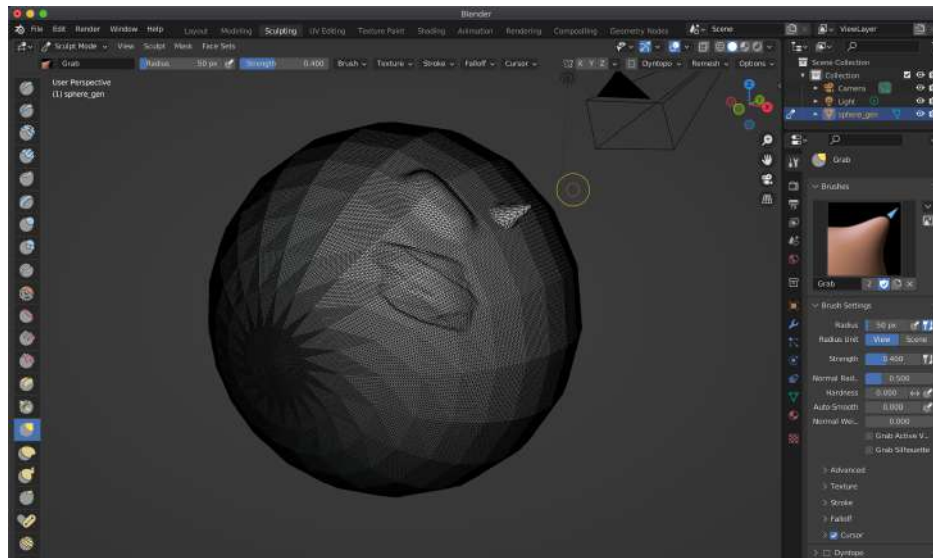 Blender
File Edit Render Window Help Layout Modeling Sculpting UV Editing Texture Paint Shading Animation Rendering Compositing Geometry Nodes Scene ViewLayer
Sculpt Mode View Sculpt Mask Face Sets
Grab Radius 50 px Strength 0.400 Brush Texture Stroke Falloff Cursor X Y Z Dyntopo Remesh Options
User Perspective
(1) sphere_gen
Scene Collection
Collection
Camera
Light
sphere_gen
Grab
Brushes
Grab 2
Brush Settings
Radius 50 px
Radius Unit View Scene
Strength 0.400
Normal Rad.. 0.500
Hardness 0.000
Auto-Smooth 0.000
Normal Wei... 0.000
Grab Active V...
Grab Silhouette
Advanced
Texture
Stroke
Falloff
Cursor
Dyntopo